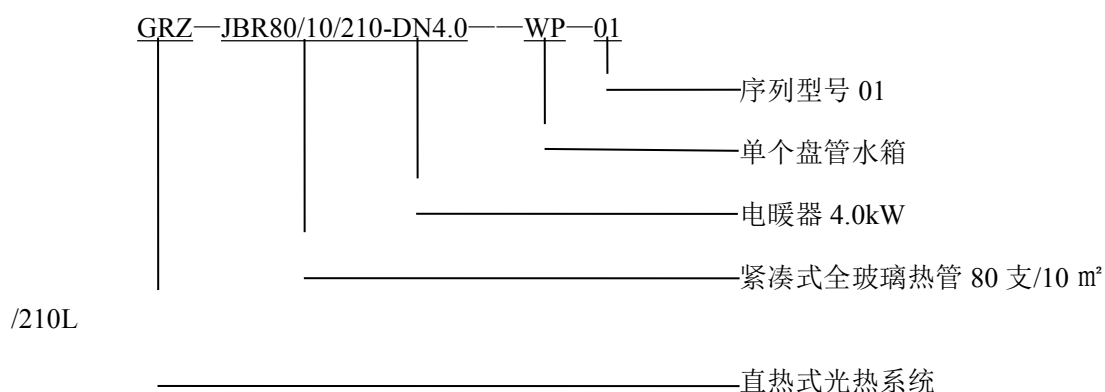 GRZ—JBR80/10/210-DN4.0——WP—01
序列型号 01
单个盘管水箱
电暖器 4.0kW
紧凑式全玻璃热管 80 支/10 ㎡
/210L
直热式光热系统